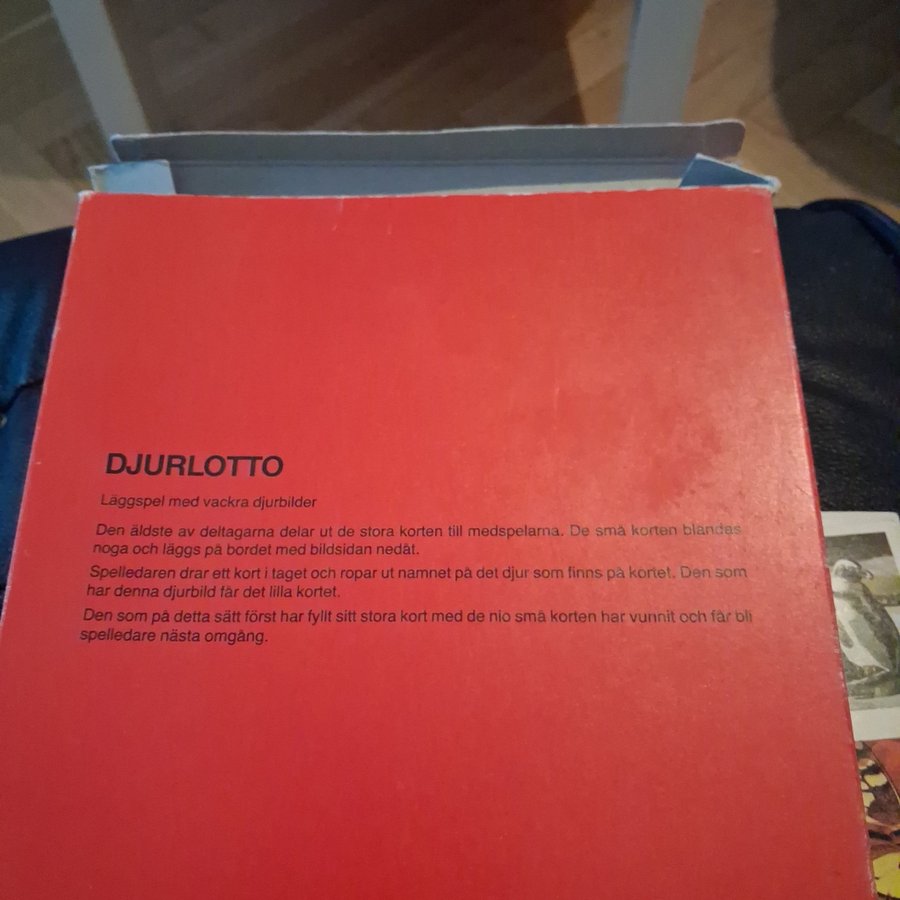 DJURLOTTO
Läggspel med vackra djurbilder
Den äldste av deltagarna delar ut de stora korten till medspelarna. De små korten blandas
noga och läggs på bordet med bildsidan nedåt.
Spelledaren drar ett kort i taget och ropar ut namnet på det djur som finns på kortet. Den som
har denna djurbild får det lilla kortet.
Den som på detta sätt först har fyllt sitt stora kort med de nio små korten har vunnit och får bli
spelledare nästa omgång.